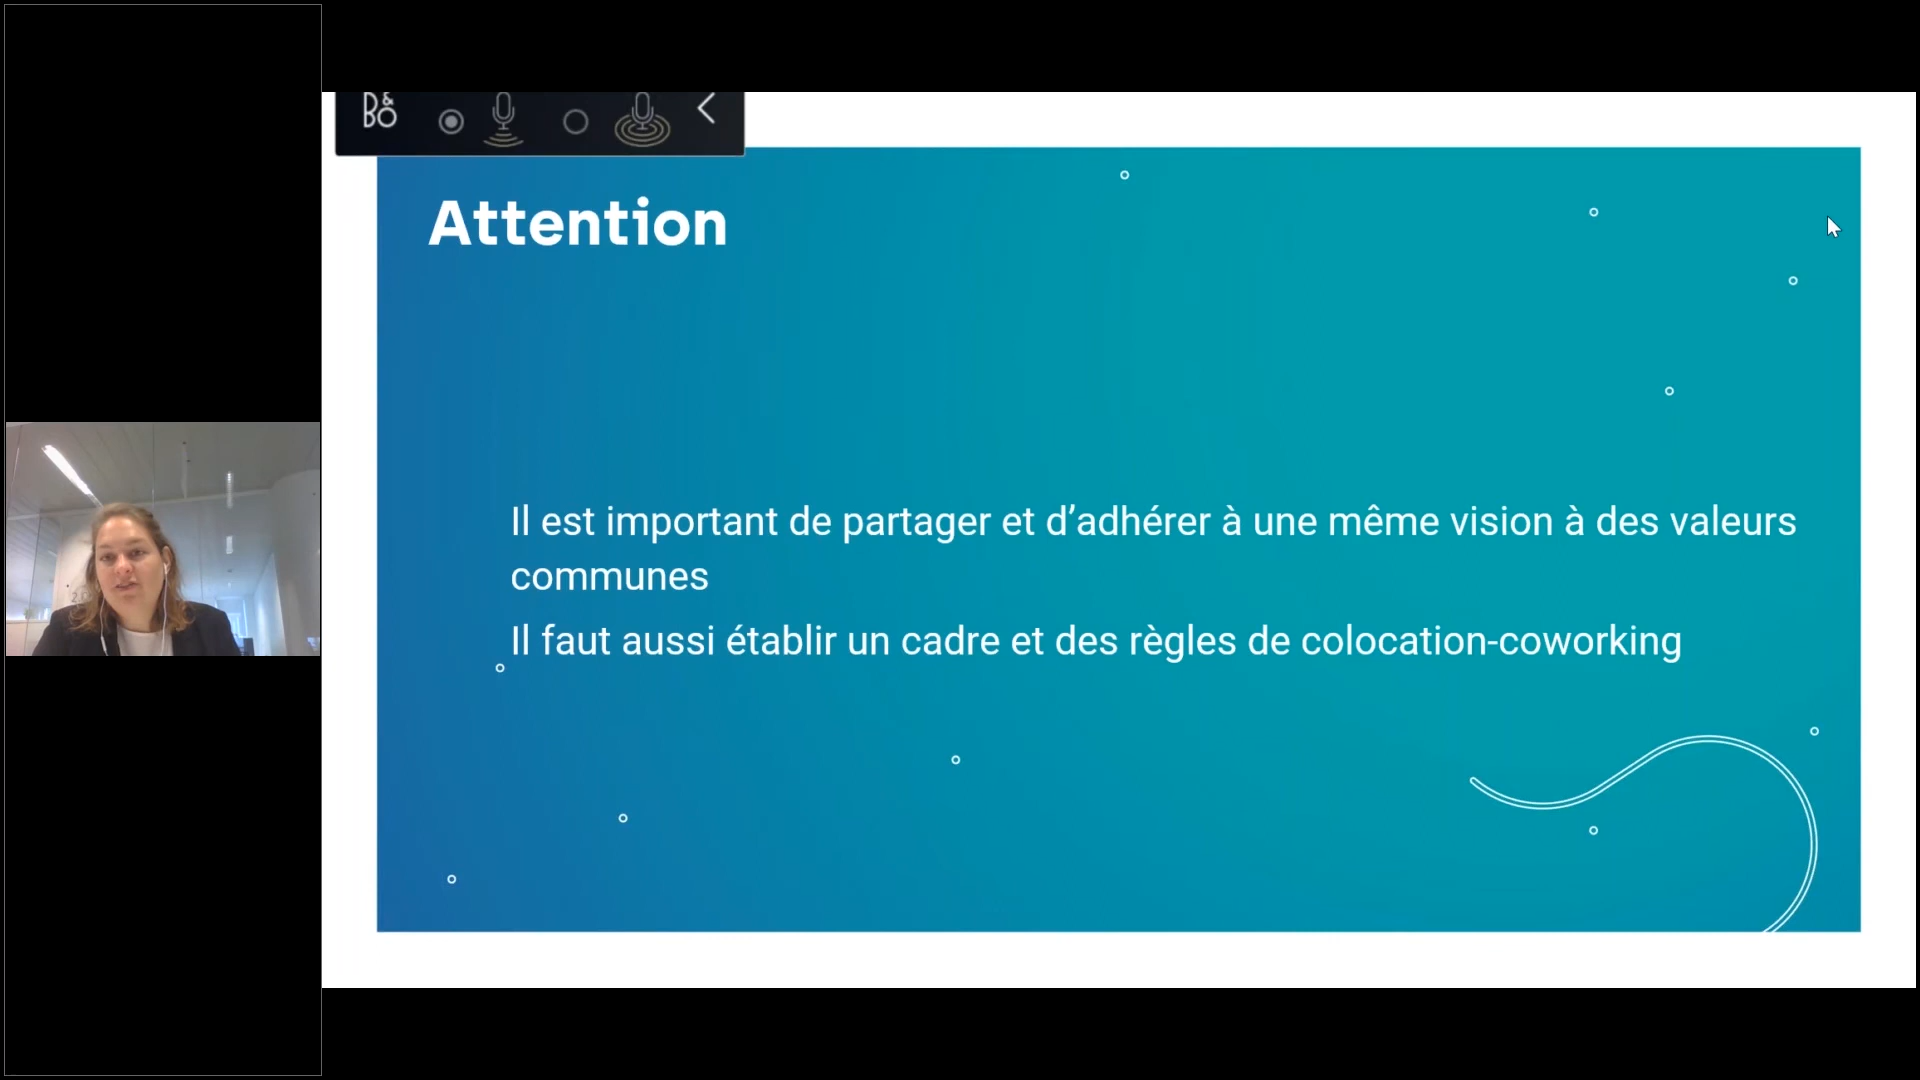 B&O
Attention
Il est important de partager et d’adhérer à une même vision à des valeurs
communes
Il faut aussi établir un cadre et des règles de colocation-coworking